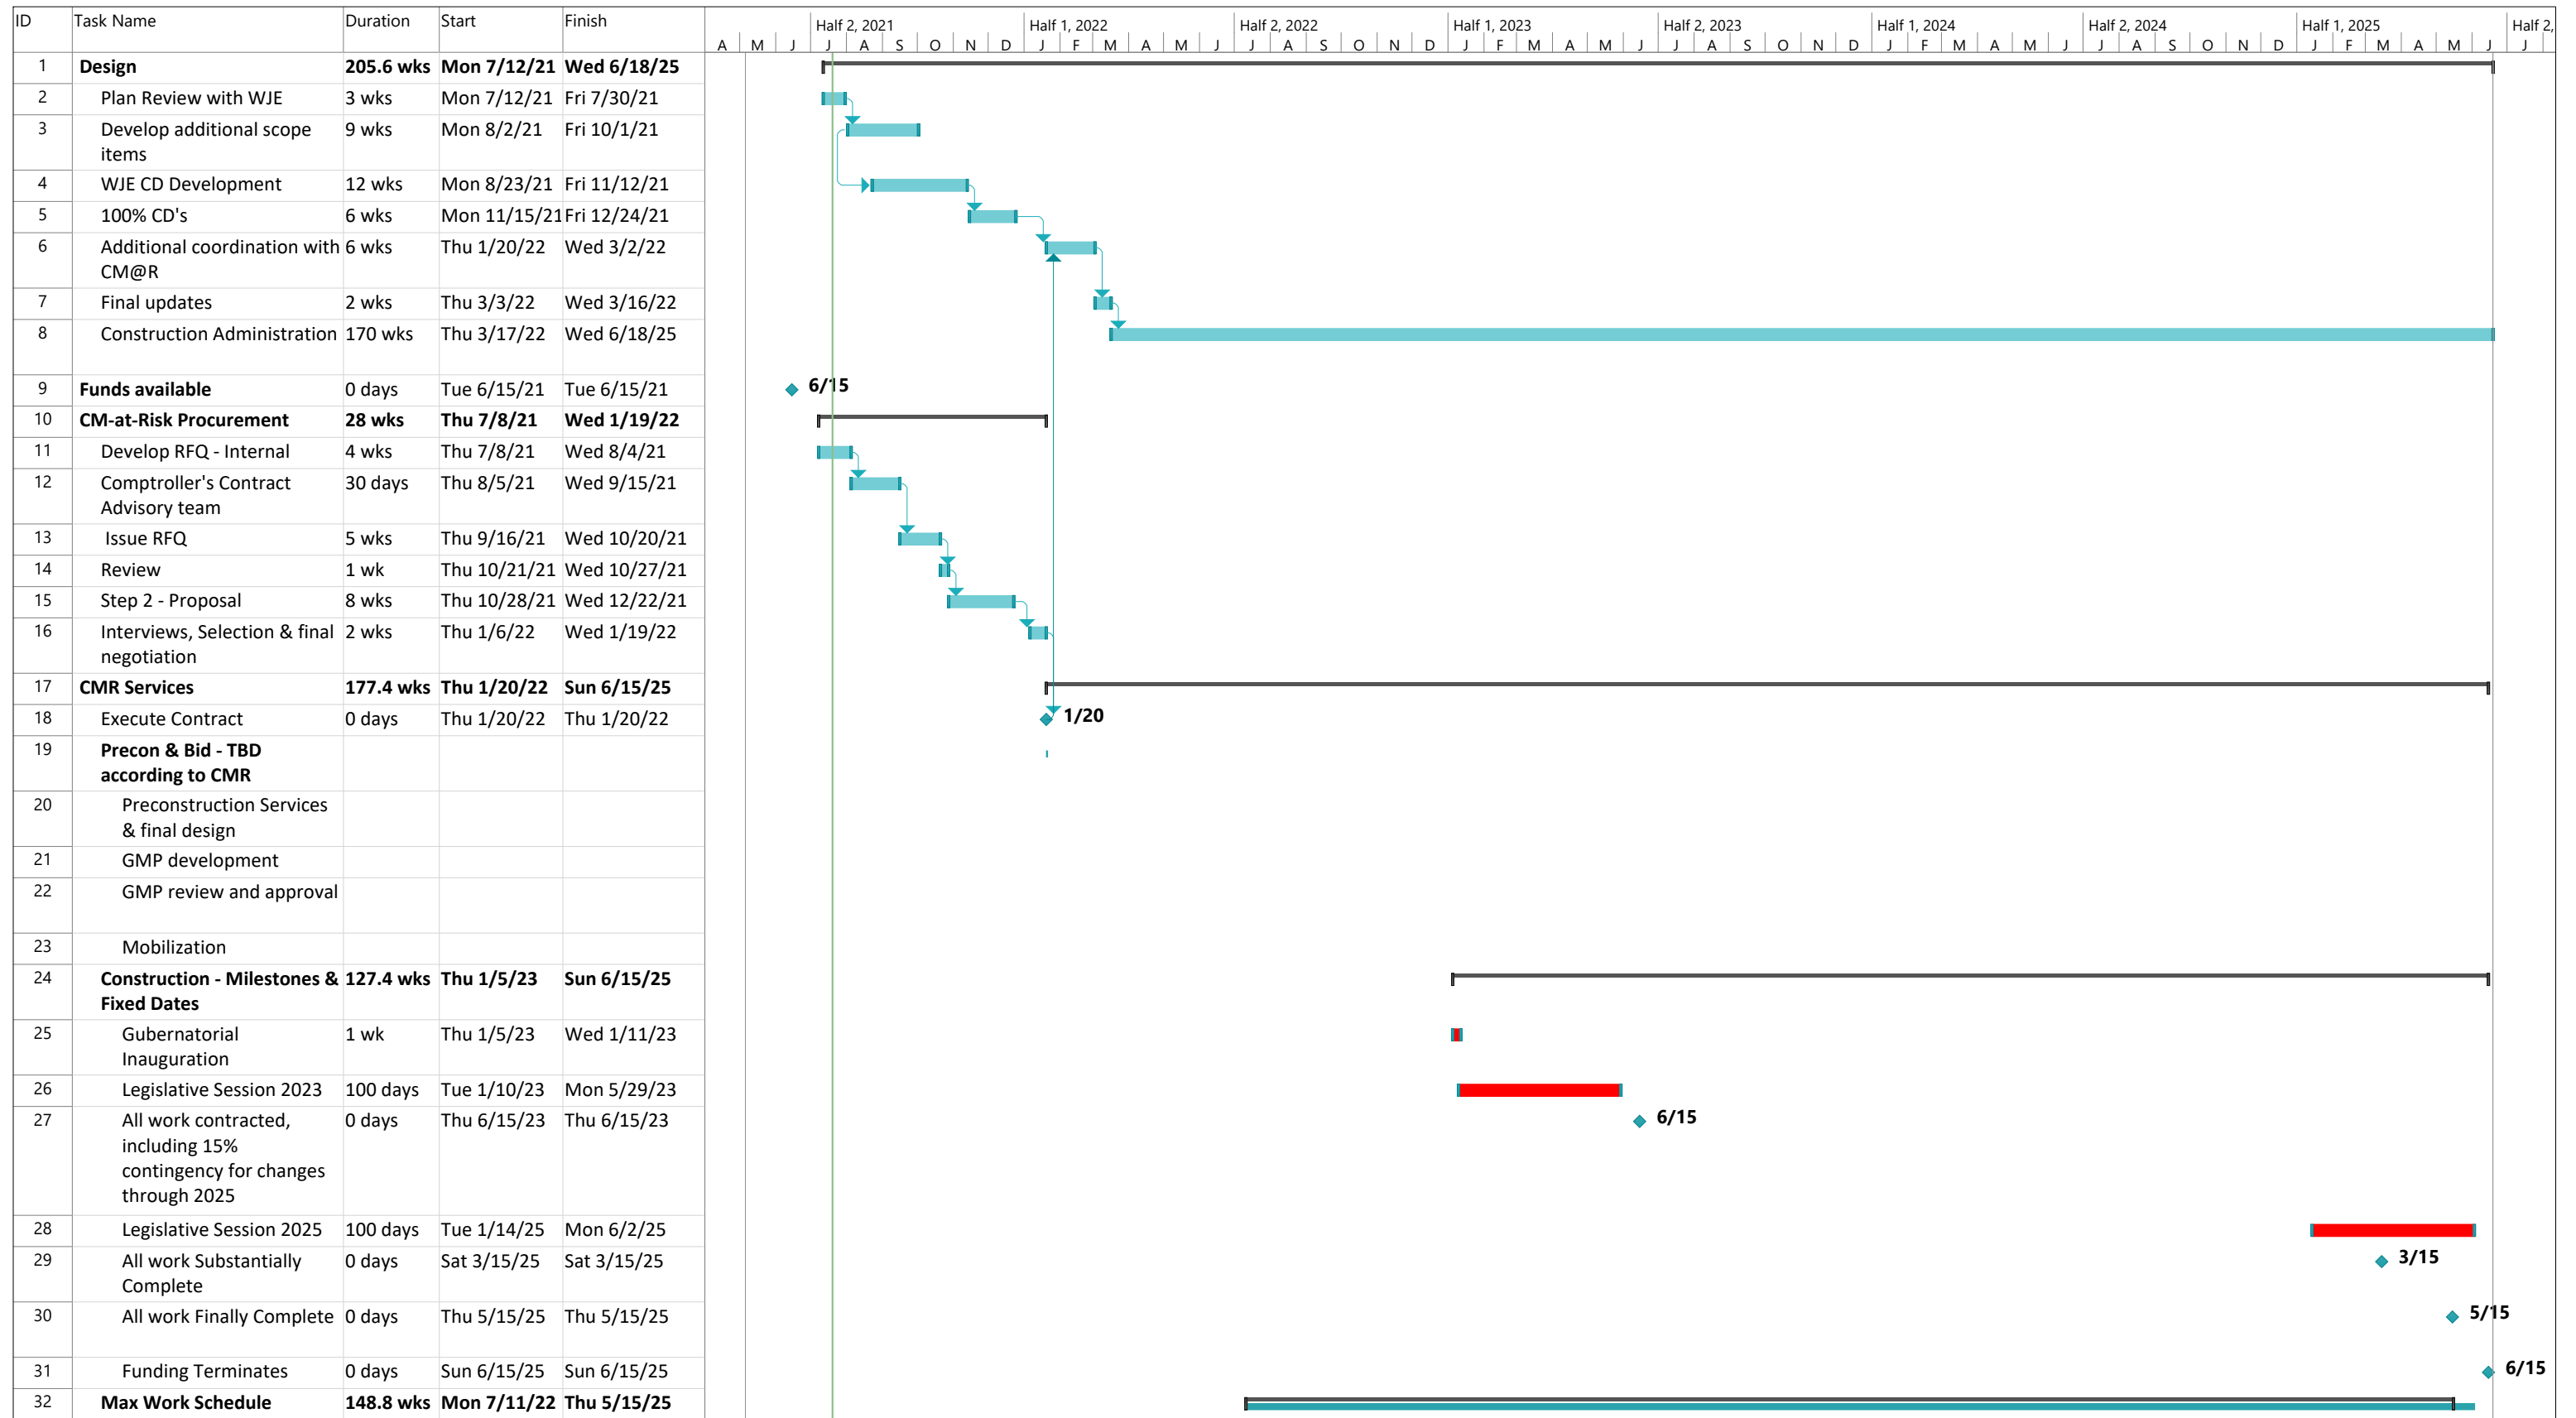 ID Task Name Duration Start Finish
Half 2, 2021 Half 1, 2022 Half 2, 2022 Half 1, 2023 Half 2, 2023 Half 1, 2024 Half 2, 2024 Half 1, 2025 Half 2,
A M J J A S O N D J F M A M J J A S O N D J F M A M J J A S O N D J F M A M J J A S O N D J F M A M J J
1 Design 205.6 wks Mon 7/12/21 Wed 6/18/25
2 Plan Review with WJE 3 wks Mon 7/12/21 Fri 7/30/21
3 Develop additional scope 9 wks Mon 8/2/21 Fri 10/1/21
items
4 WJE CD Development 12 wks Mon 8/23/21 Fri 11/12/21
5 100% CD's 6 wks Mon 11/15/21 Fri 12/24/21
6 Additional coordination with 6 wks Thu 1/20/22 Wed 3/2/22
CM@R
7 Final updates 2 wks Thu 3/3/22 Wed 3/16/22
8 Construction Administration 170 wks Thu 3/17/22 Wed 6/18/25
9 Funds available 0 days Tue 6/15/21 Tue 6/15/21 6/15
10 CM-at-Risk Procurement 28 wks Thu 7/8/21 Wed 1/19/22
11 Develop RFQ - Internal 4 wks Thu 7/8/21 Wed 8/4/21
12 Comptroller's Contract 30 days Thu 8/5/21 Wed 9/15/21
Advisory team
13 Issue RFQ 5 wks Thu 9/16/21 Wed 10/20/21
14 Review 1 wk Thu 10/21/21 Wed 10/27/21
15 Step 2 - Proposal 8 wks Thu 10/28/21 Wed 12/22/21
16 Interviews, Selection & final 2 wks Thu 1/6/22 Wed 1/19/22
negotiation
17 CMR Services 177.4 wks Thu 1/20/22 Sun 6/15/25
18 Execute Contract 0 days Thu 1/20/22 Thu 1/20/22 1/20
19 Precon & Bid - TBD
according to CMR
20 Preconstruction Services
& final design
21 GMP development
22 GMP review and approval
23 Mobilization
24 Construction - Milestones & 127.4 wks Thu 1/5/23 Sun 6/15/25
Fixed Dates
25 Gubernatorial 1 wk Thu 1/5/23 Wed 1/11/23
Inauguration
26 Legislative Session 2023 100 days Tue 1/10/23 Mon 5/29/23
27 All work contracted, 0 days Thu 6/15/23 Thu 6/15/23 6/15
including 15%
contingency for changes
through 2025
28 Legislative Session 2025 100 days Tue 1/14/25 Mon 6/2/25
29 All work Substantially 0 days Sat 3/15/25 Sat 3/15/25 3/15
Complete
30 All work Finally Complete 0 days Thu 5/15/25 Thu 5/15/25 5/15
31 Funding Terminates 0 days Sun 6/15/25 Sun 6/15/25 6/15
32 Max Work Schedule 148.8 wks Mon 7/11/22 Thu 5/15/25